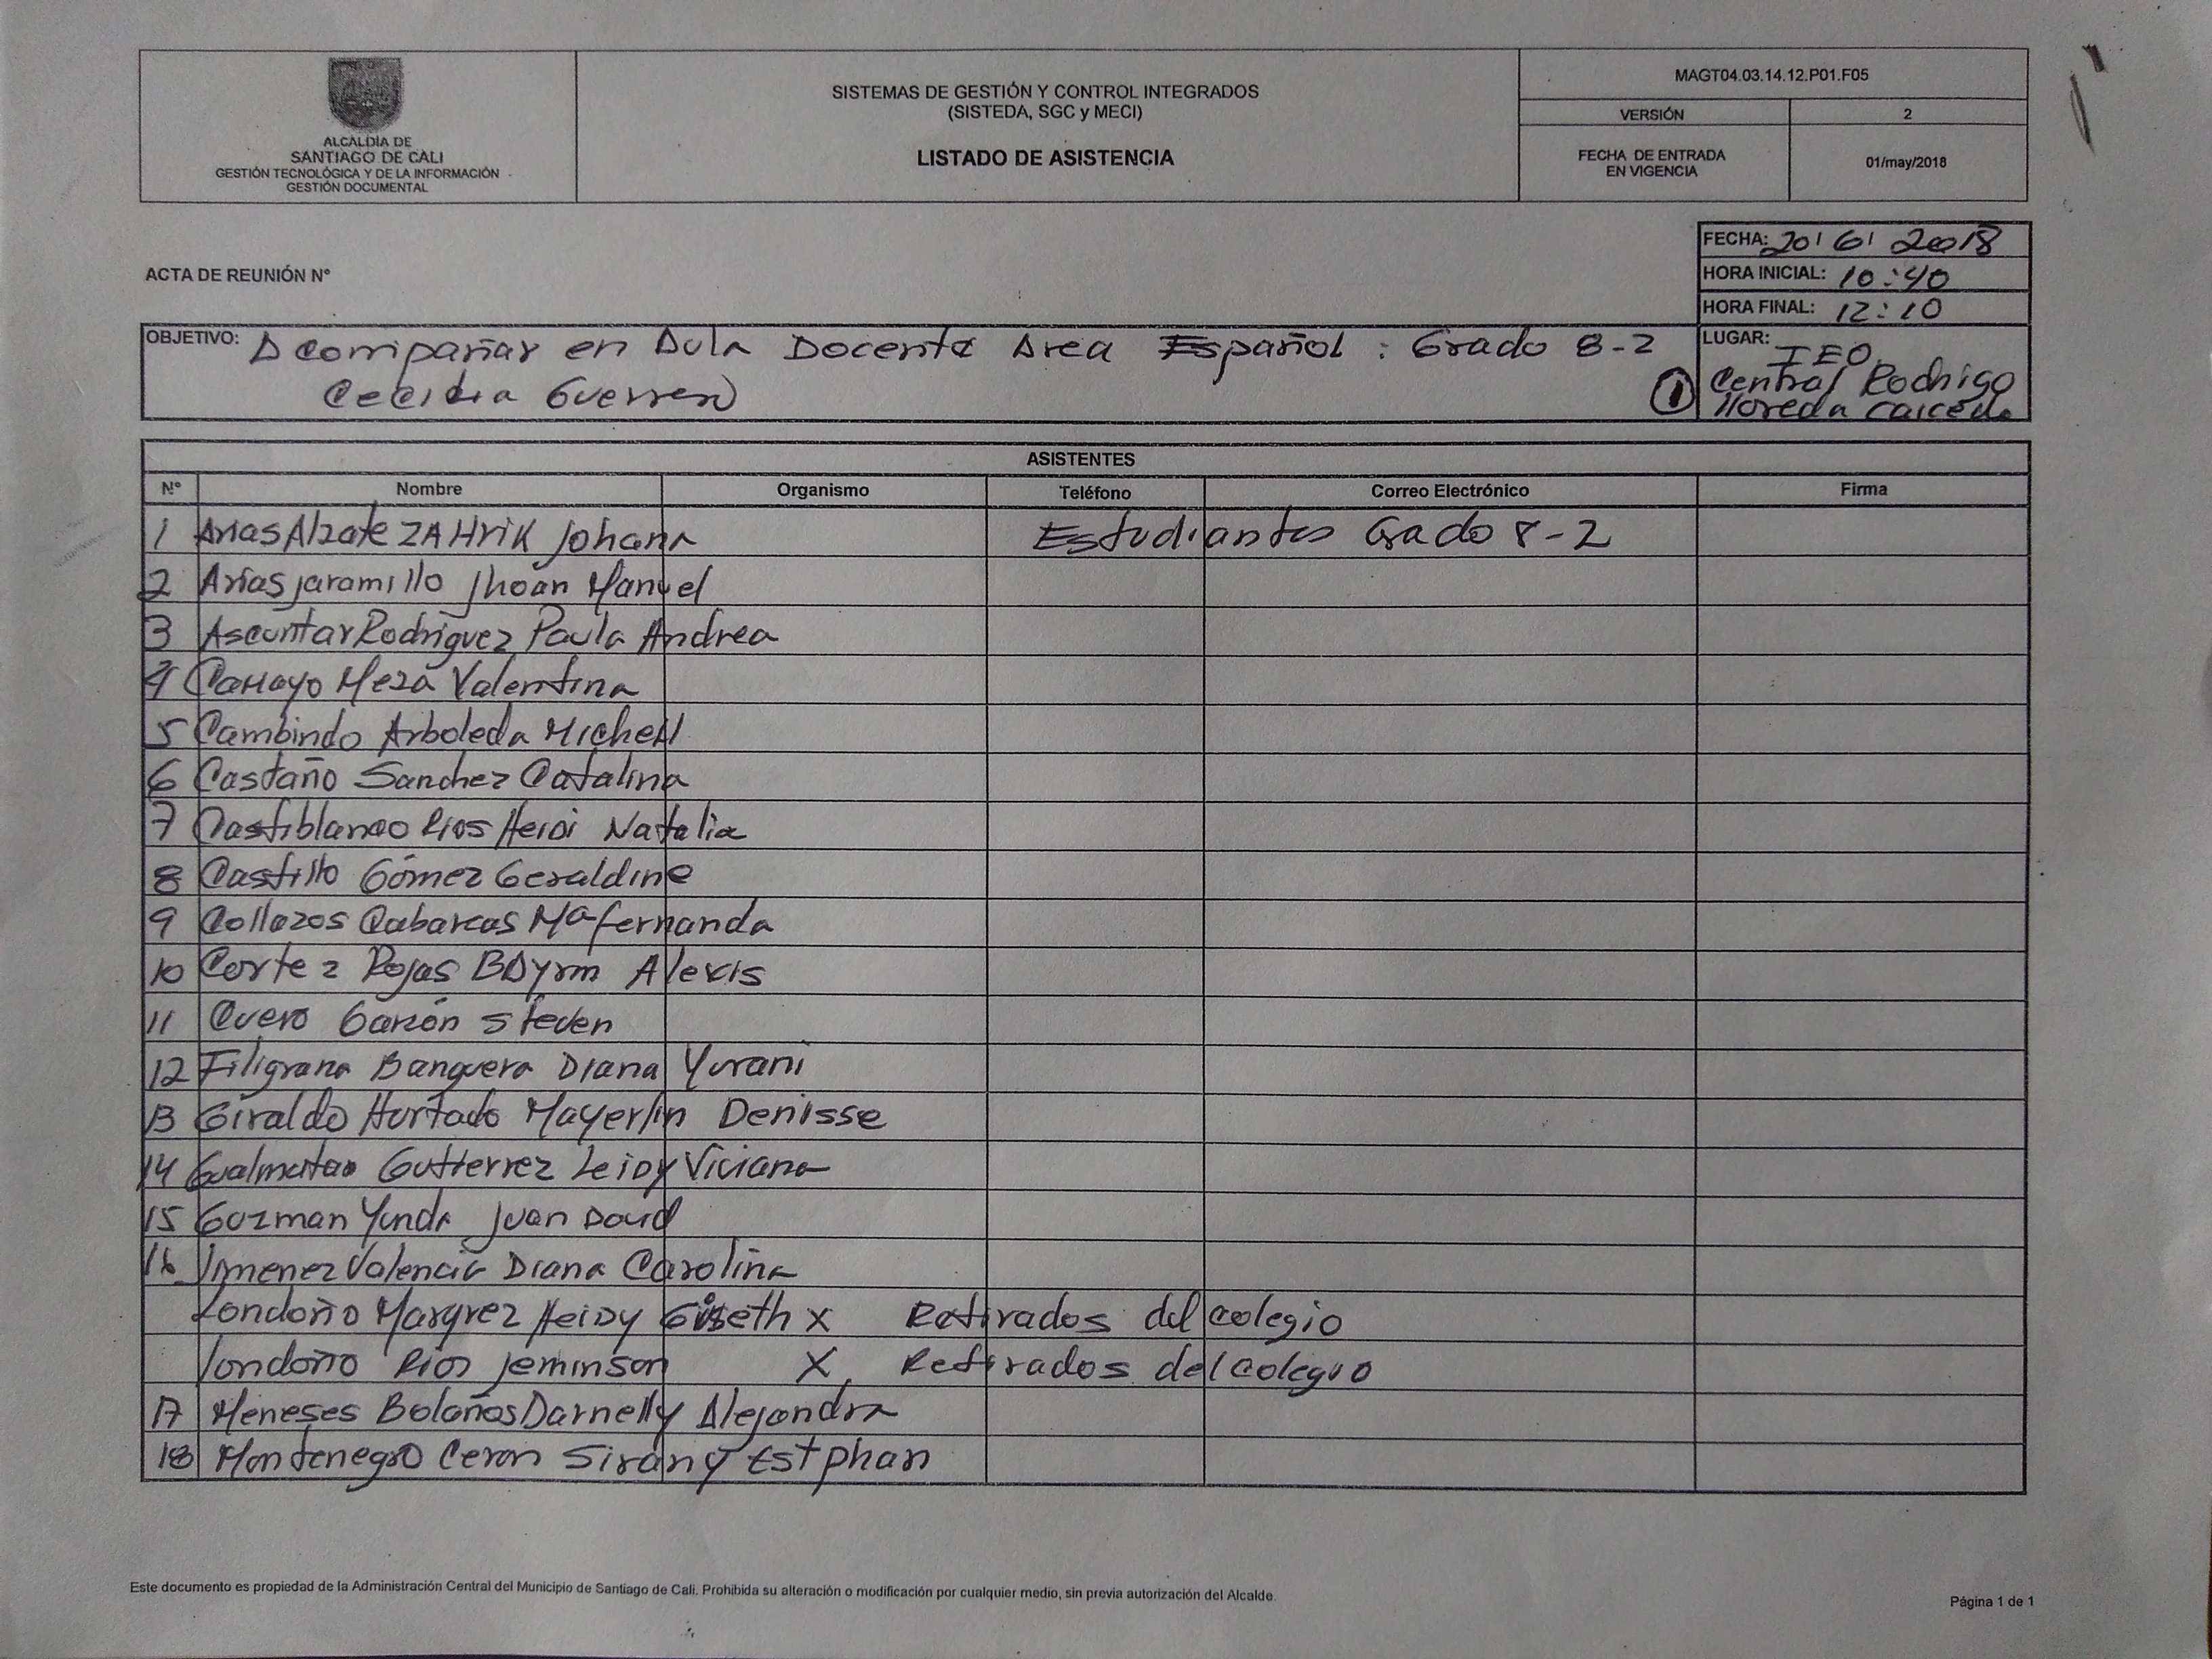 ALCALDÍA DE
SANTIAGO DE CALI
GESTIÓN TECNOLÓGICA Y DE LA INFORMACIÓN
GESTIÓN DOCUMENTAL
SISTEMAS DE GESTIÓN Y CONTROL INTEGRADOS
(SISTEDA, SGC y MECI)
LISTADO DE ASISTENCIA
MAGT04.03.14.12.P01.F05
VERSIÓN 2
FECHA DE ENTRADA
EN VIGENCIA
01/may/2018
ACTA DE REUNIÓN N°
FECHA: 20/6/2018
HORA INICIAL: 10:40
HORA FINAL: 12:10
OBJETIVO: Acompañar en Aula Docente Area Español: Grado 8-2
Cecidia Guerrero
①
LUGAR: IEO
Central Rodrigo
Lloreda Caicedo
ASISTENTES
N° Nombre Organismo Teléfono Correo Electrónico Firma
1 Arias Alzate ZAHRIK Johann Estudiantes Grado 8-2
2 Arias jaramillo Jhoan Manuel
3 Ascuntar Rodriguez Paula Andrea
4 Camayo Meza Valentina
5 Cambindo Arboleda Michell
6 Castaño Sanchez Catalina
7 Castiblanco Rios Heidi Natalia
8 Castillo Gómez Geraldine
9 Collazos Cabarcas Mª fernanda
10 Cortez Rojas BAyrm Alexis
11 Cuero Garzón Steven
12 Filigrana Banguera Diana Yurani
13 Giraldo Hurtado Mayerlin Denisse
14 Gutierrez LeiDy Viviana
15 Guzman Yunda Juan David
16 Jimenez Valencia Diana Carolina
Londoño Marquez HeiDy Giseth X Retirados del colegio
londoño Rios Jeminson X Retirados del colegio
17 Meneses Bolaños Darnelly Alejandra
18 Montenegro Ceron Sirany Estphan
Este documento es propiedad de la Administración Central del Municipio de Santiago de Cali. Prohibida su alteración o modificación por cualquier medio, sin previa autorización del Alcalde.
Página 1 de 1